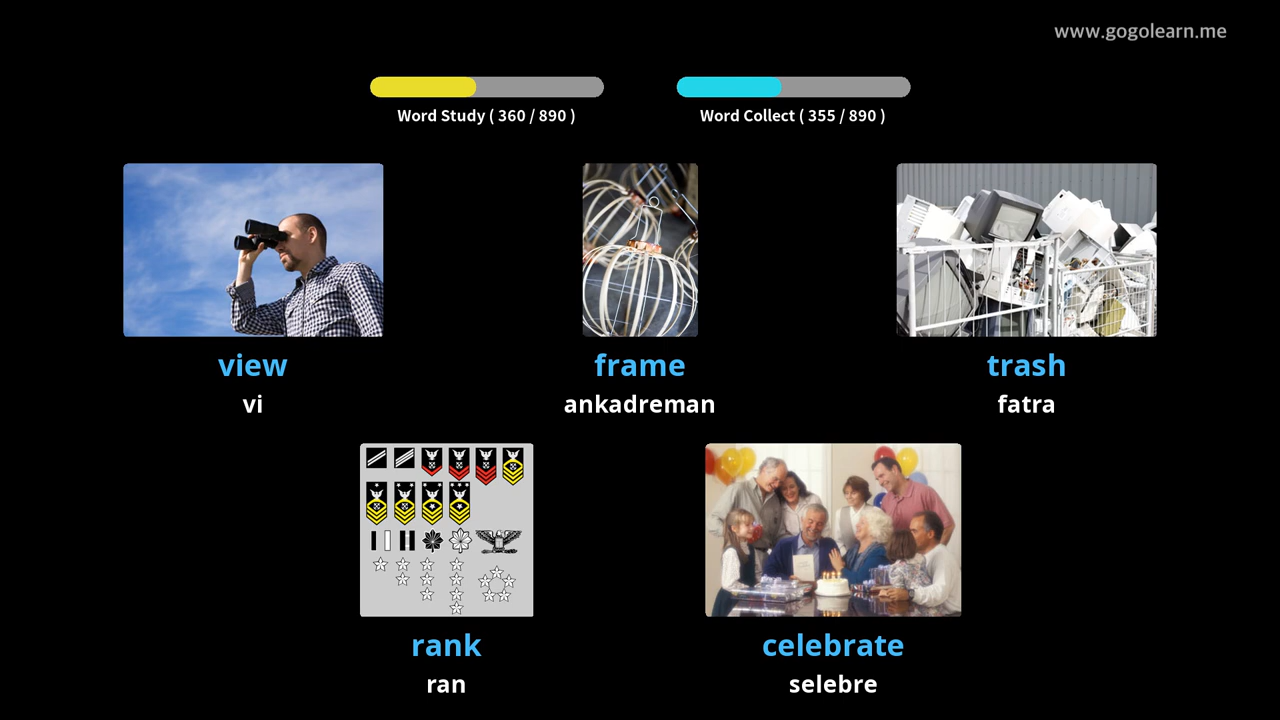 www.gogolearn.me
Word Study ( 360 / 890 )
Word Collect ( 355 / 890 )
view
frame
trash
vi
ankadreman
fatra
rank
celebrate
ran
selebre